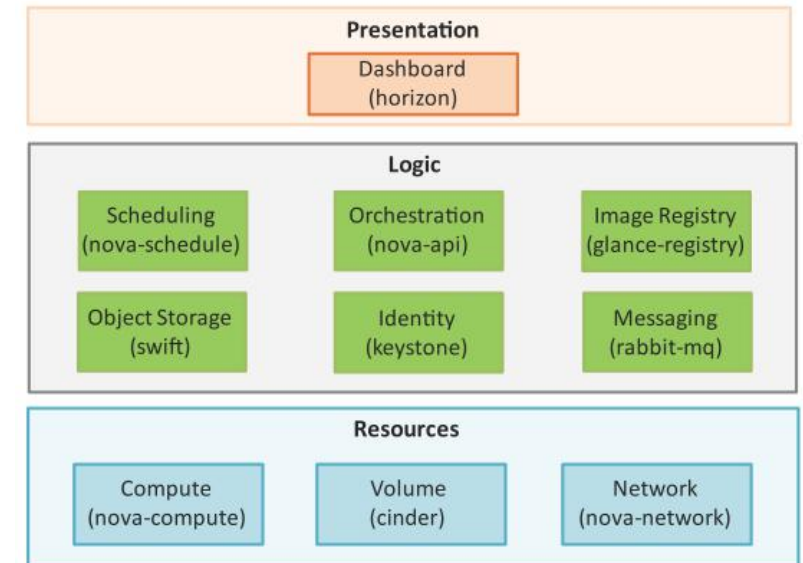 Presentation
Dashboard
(horizon)
Logic
Scheduling
(nova-schedule)
Orchestration
(nova-api)
Image Registry
(glance-registry)
Object Storage
(swift)
Identity
(keystone)
Messaging
(rabbit-mq)
Resources
Compute
(nova-compute)
Volume
(cinder)
Network
(nova-network)